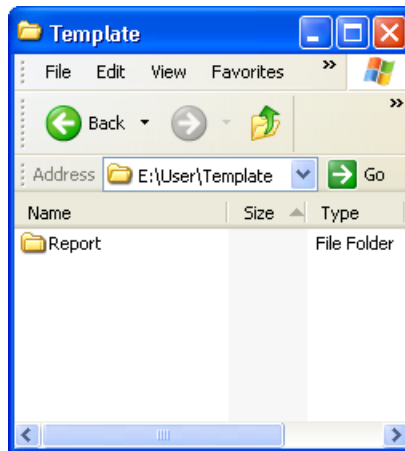 Template
File Edit View Favorites »
Back »
Address E:\User\Template Go
Name Size Type
Report File Folder